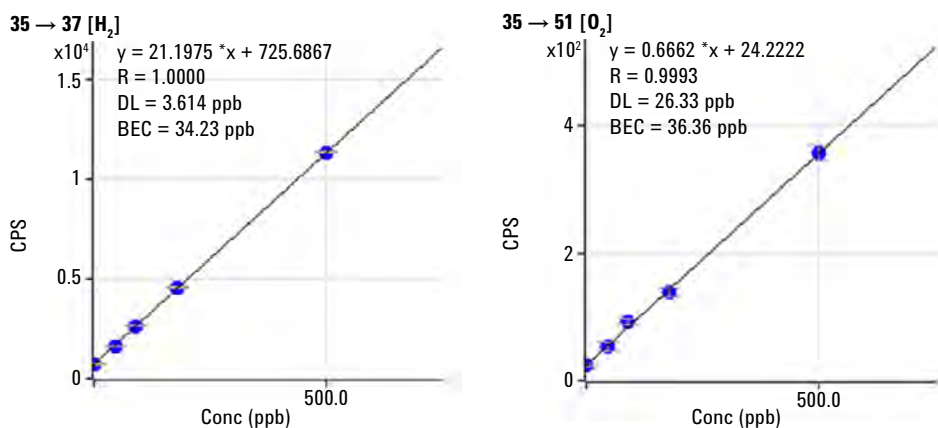 35 → 37 [H₂]
x10⁴
y = 21.1975 *x + 725.6867
R = 1.0000
DL = 3.614 ppb
BEC = 34.23 ppb
1.5
1
0.5
0
CPS
500.0
Conc (ppb)
35 → 51 [O₂]
x10²
y = 0.6662 *x + 24.2222
R = 0.9993
DL = 26.33 ppb
BEC = 36.36 ppb
4
2
0
CPS
500.0
Conc (ppb)